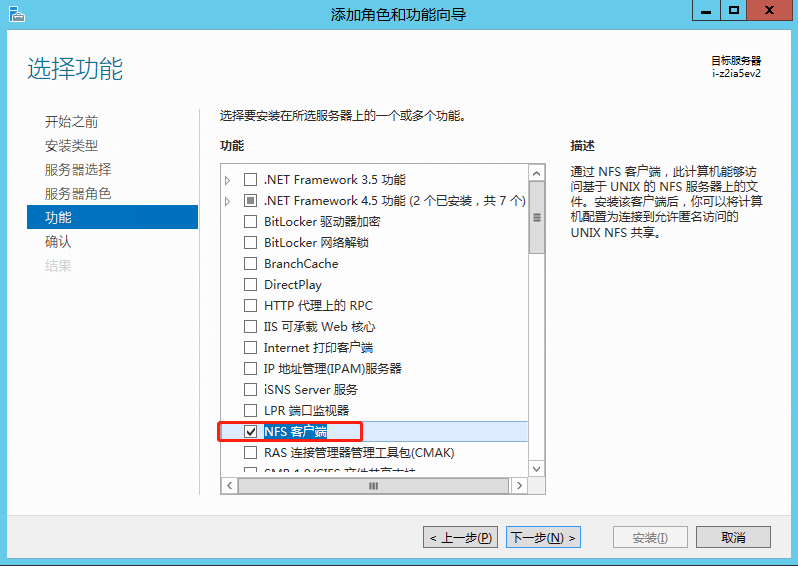 添加角色和功能向导
选择功能
目标服务器
i-z2ia5ev2
开始之前
安装类型
服务器选择
服务器角色
功能
确认
结果
选择要安装在所选服务器上的一个或多个功能。
功能
.NET Framework 3.5 功能
.NET Framework 4.5 功能 (2 个已安装，共 7 个)
BitLocker 驱动器加密
BitLocker 网络解锁
BranchCache
DirectPlay
HTTP 代理上的 RPC
IIS 可承载 Web 核心
Internet 打印客户端
IP 地址管理(IPAM)服务器
iSNS Server 服务
LPR 端口监视器
NFS 客户端
RAS 连接管理器管理工具包(CMAK)
SMB 1.0/CIFS 文件共享支持
描述
通过 NFS 客户端，此计算机能够访
问基于 UNIX 的 NFS 服务器上的文
件。安装该客户端后，你可以将计算
机配置为连接到允许匿名访问的
UNIX NFS 共享。
< 上一步(P)
下一步(N) >
安装(I)
取消